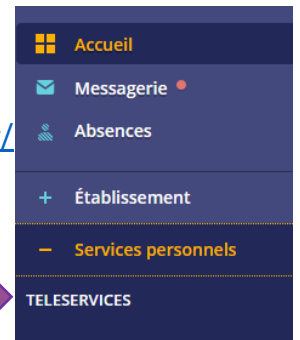 Accueil
Messagerie
/
Absences
+ Établissement
– Services personnels
TELESERVICES